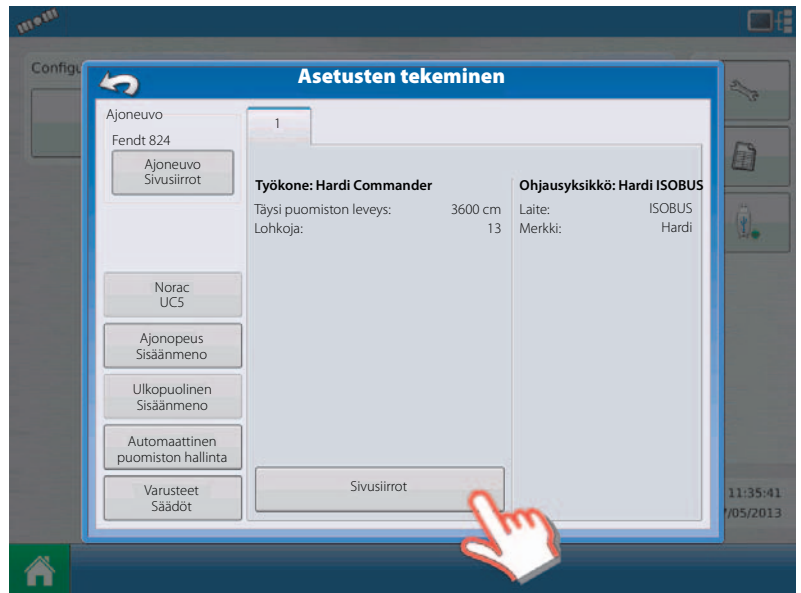 Configu
Asetusten tekeminen
Ajoneuvo
Fendt 824
Ajoneuvo
Sivusiirrot
1
Työkone: Hardi Commander
Täysi puomiston leveys: 3600 cm
Lohkoja: 13
Ohjausyksikkö: Hardi ISOBUS
Laite: ISOBUS
Merkki: Hardi
Norac
UC5
Ajonopeus
Sisäänmeno
Ulkopuolinen
Sisäänmeno
Automaattinen
puomiston hallinta
Varusteet
Säädöt
Sivusiirrot
11:35:41
/05/2013